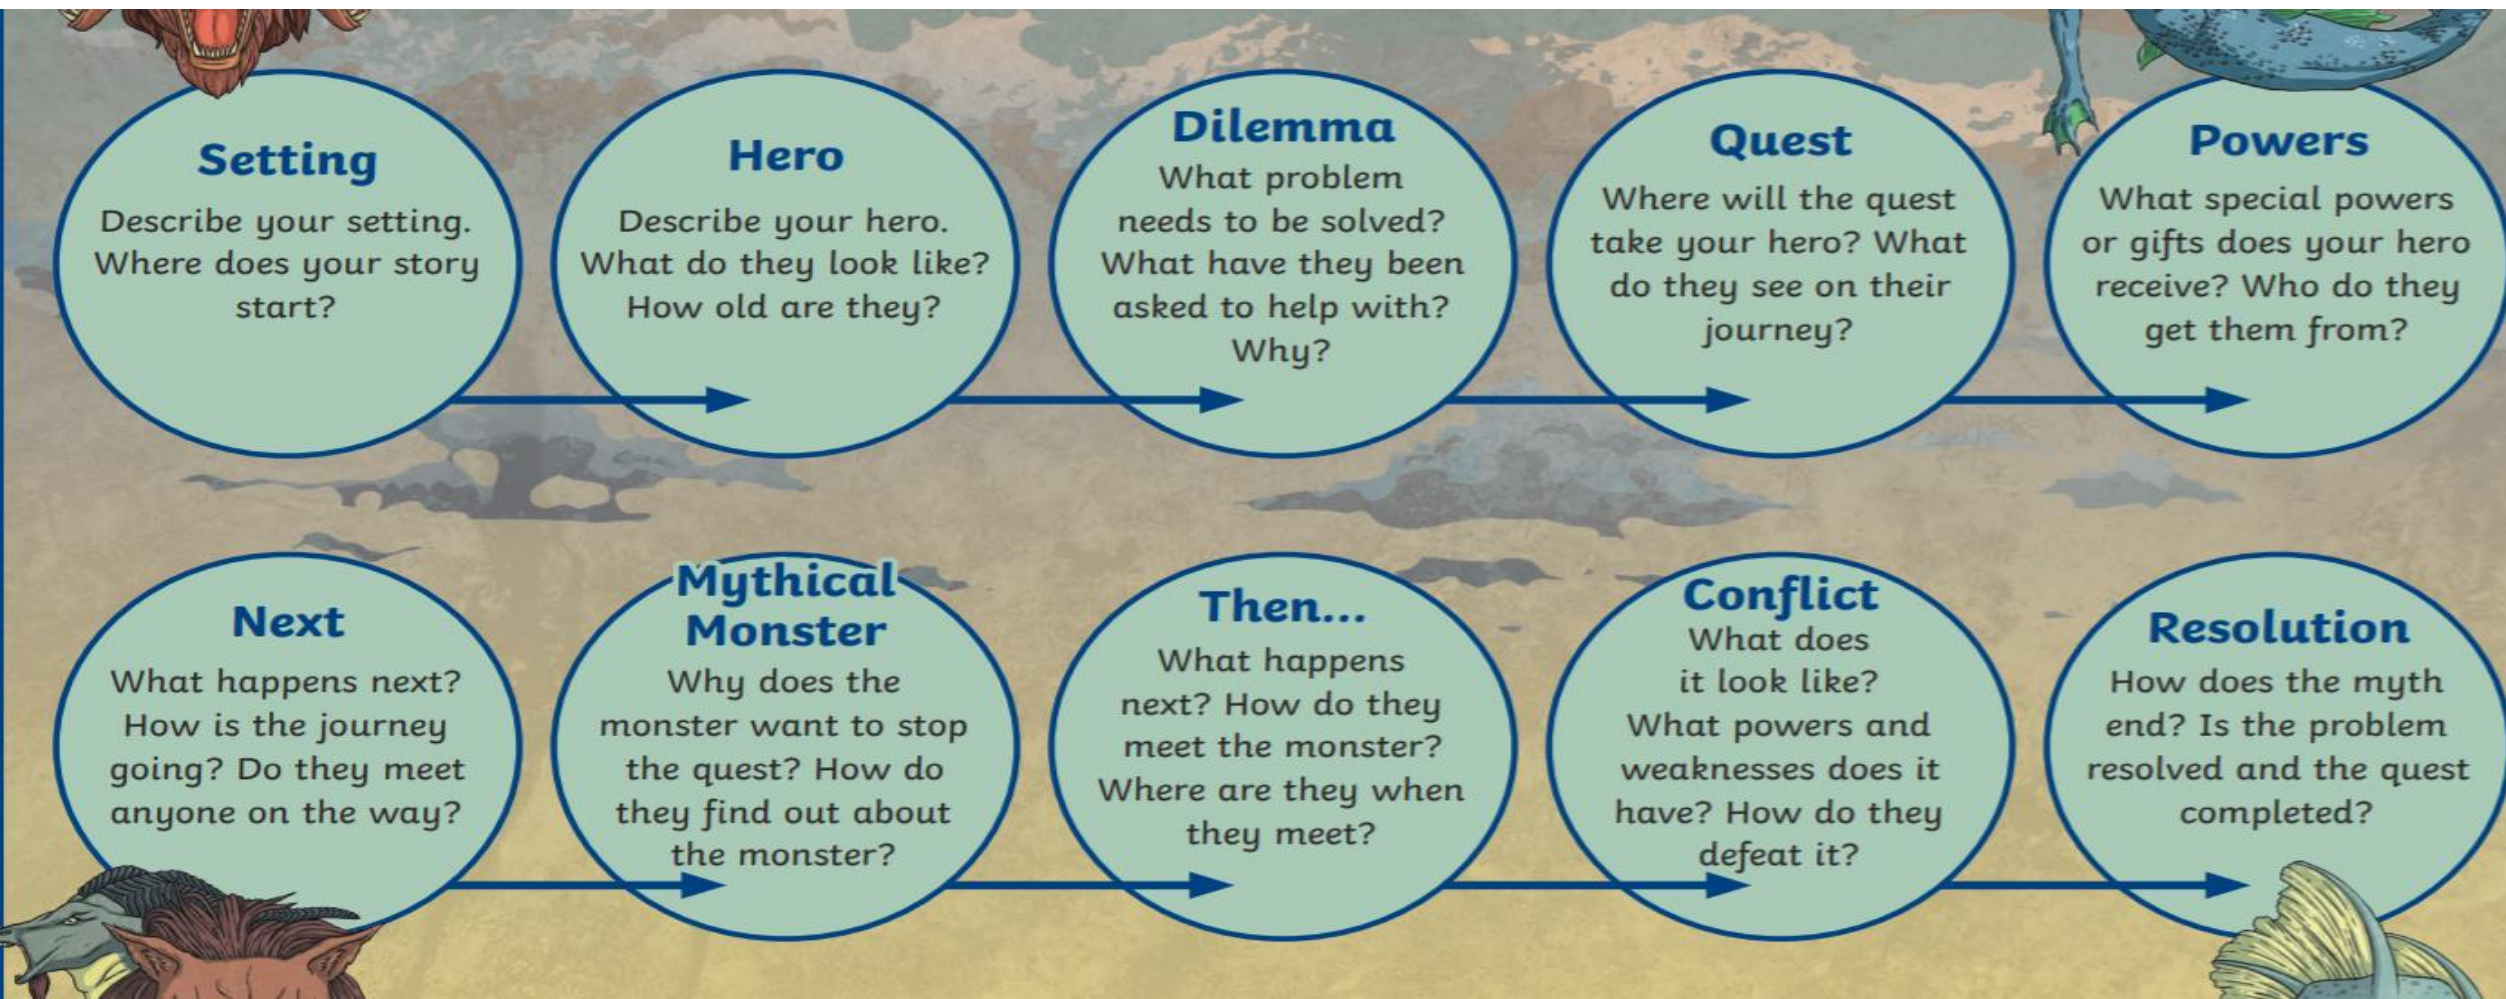 Setting
Describe your setting.
Where does your story
start?
Hero
Describe your hero.
What do they look like?
How old are they?
Dilemma
What problem
needs to be solved?
What have they been
asked to help with?
Why?
Quest
Where will the quest
take your hero? What
do they see on their
journey?
Powers
What special powers
or gifts does your hero
receive? Who do they
get them from?
Next
What happens next?
How is the journey
going? Do they meet
anyone on the way?
Mythical
Monster
Why does the
monster want to stop
the quest? How do
they find out about
the monster?
Then...
What happens
next? How do they
meet the monster?
Where are they when
they meet?
Conflict
What does
it look like?
What powers and
weaknesses does it
have? How do they
defeat it?
Resolution
How does the myth
end? Is the problem
resolved and the quest
completed?